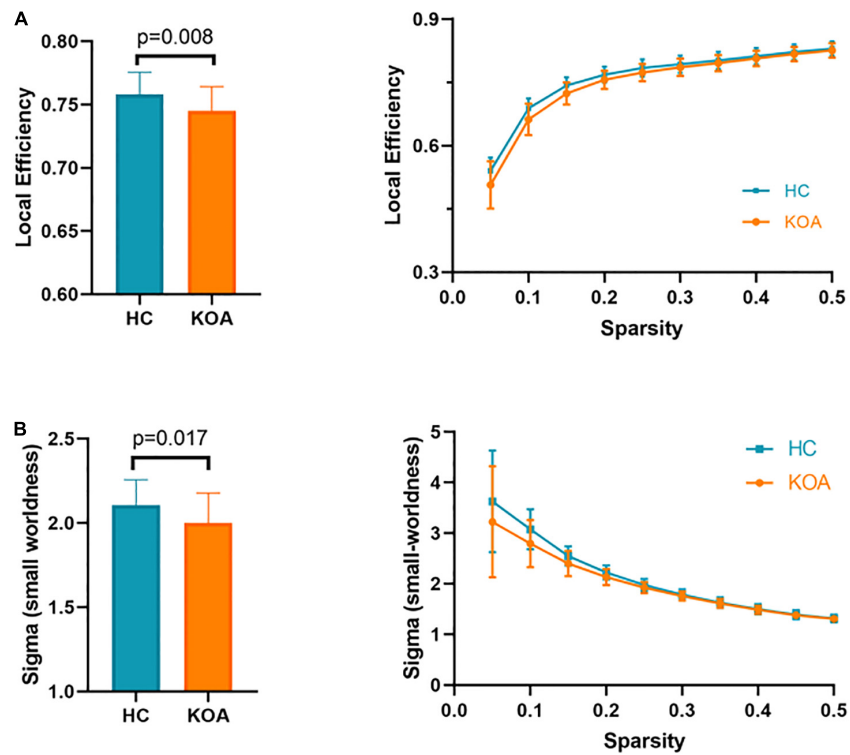 A
p=0.008
0.80
0.75
0.70
0.65
0.60
Local Efficiency
HC KOA
0.9
0.6
0.3
Local Efficiency
HC
KOA
0.0 0.1 0.2 0.3 0.4 0.5
Sparsity
B
p=0.017
2.5
2.0
1.5
1.0
Sigma (small worldness)
HC KOA
5
4
3
2
1
0
Sigma (small-worldness)
HC
KOA
0.0 0.1 0.2 0.3 0.4 0.5
Sparsity